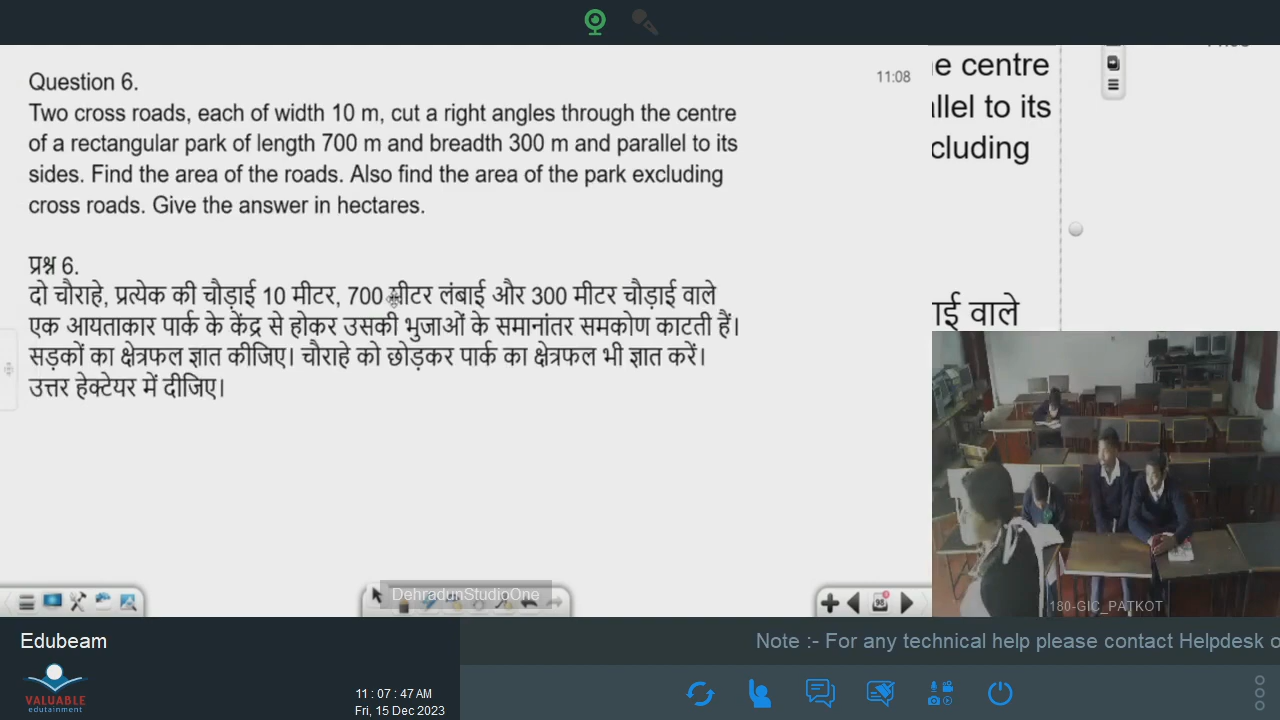 11:08
Question 6.
Two cross roads, each of width 10 m, cut a right angles through the centre
of a rectangular park of length 700 m and breadth 300 m and parallel to its
sides. Find the area of the roads. Also find the area of the park excluding
cross roads. Give the answer in hectares.
प्रश्न 6.
दो चौराहे, प्रत्येक की चौड़ाई 10 मीटर, 700 मीटर लंबाई और 300 मीटर चौड़ाई वाले
एक आयताकार पार्क के केंद्र से होकर उसकी भुजाओं के समानांतर समकोण काटती हैं।
सड़कों का क्षेत्रफल ज्ञात कीजिए। चौराहे को छोड़कर पार्क का क्षेत्रफल भी ज्ञात करें।
उत्तर हेक्टेयर में दीजिए।
e centre
llel to its
cluding
ाई वाले
DehradunStudioOne
180-GIC_PATKOT
Edubeam
Note :- For any technical help please contact Helpdesk o
VALUABLE
edutainment
11 : 07 : 47 AM
Fri, 15 Dec 2023